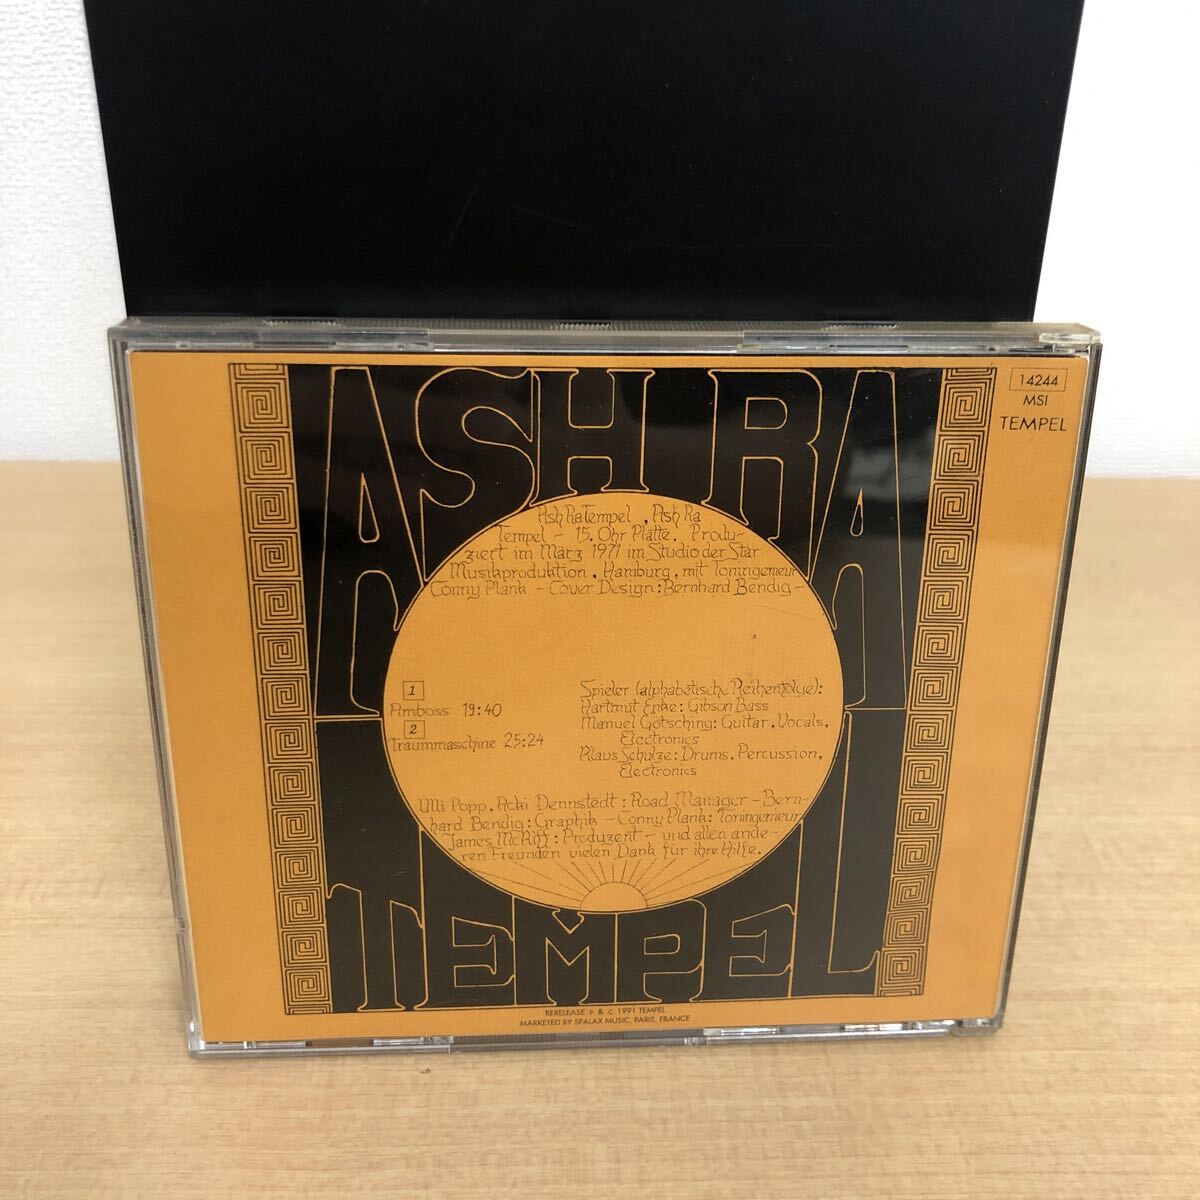 ASH RA
TEMPEL
14244
MSI
TEMPEL
Ash Ra Tempel, Ash Ra
Tempel – 15. Ohr Platte. Produ-
ziert im März 1971 im Studio der Star
Musikproduktion, Hamburg, mit Toningenieur
Conny Plank – Cover Design: Bernhard Bendig –
1
Amboss 19:40
2
Traummaschine 25:24
Spieler (alphabetische Reihenfolge):
Hartmut Enke: Gibson Bass
Manuel Götsching: Guitar, Vocals,
Electronics
Klaus Schulze: Drums, Percussion,
Electronics
Ulli Popp, Acki Dennstedt: Road Manager – Bern-
hard Bendig: Graphik – Conny Plank: Toningenieur
James McRiff: Produzent – und allen ande-
ren Freunden vielen Dank für ihre Hilfe.
RERELEASE P & C 1991 TEMPEL
MARKETED BY SPALAX MUSIC, PARIS, FRANCE